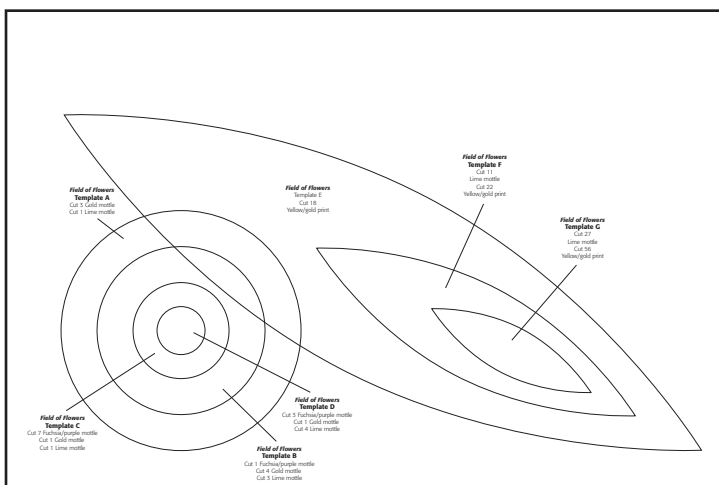 Field of Flowers
Template A
Cut 3 Gold mottle
Cut 1 Lime mottle
Field of Flowers
Template E
Cut 18
Yellow/gold print
Field of Flowers
Template F
Cut 11
Lime mottle
Cut 22
Yellow/gold print
Field of Flowers
Template G
Cut 27
Lime mottle
Cut 56
Yellow/gold print
Field of Flowers
Template C
Cut 7 Fuchsia/purple mottle
Cut 1 Gold mottle
Cut 1 Lime mottle
Field of Flowers
Template D
Cut 3 Fuchsia/purple mottle
Cut 1 Gold mottle
Cut 4 Lime mottle
Field of Flowers
Template B
Cut 1 Fuchsia/purple mottle
Cut 4 Gold mottle
Cut 3 Lime mottle